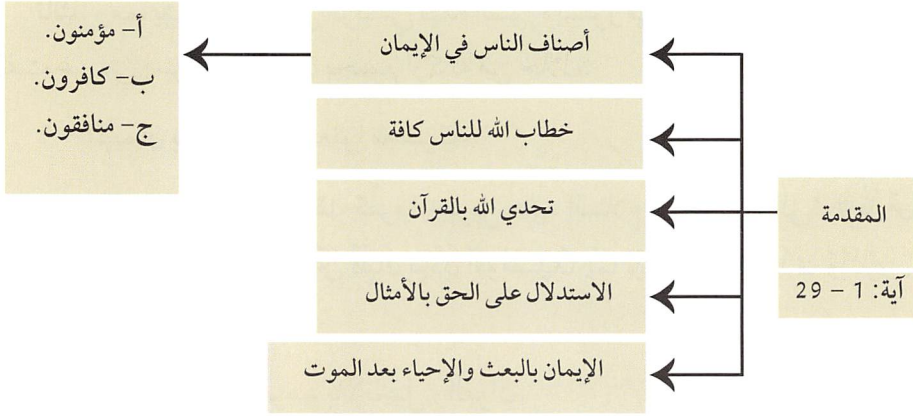 المقدمة
آية: 1 – 29
أصناف الناس في الإيمان
أ– مؤمنون.
ب– كافرون.
ج– منافقون.
خطاب الله للناس كافة
تحدي الله بالقرآن
الاستدلال على الحق بالأمثال
الإيمان بالبعث والإحياء بعد الموت